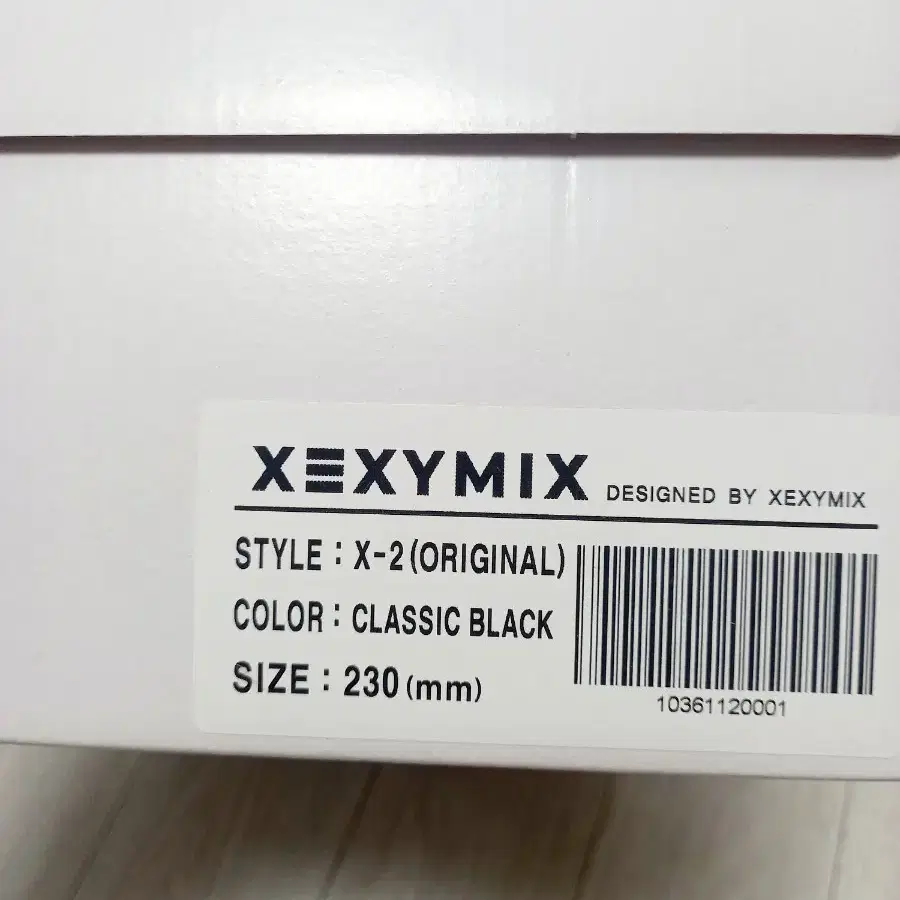 XEXYMIX DESIGNED BY XEXYMIX
STYLE : X-2(ORIGINAL)
COLOR : CLASSIC BLACK
SIZE : 230(mm)
10361120001